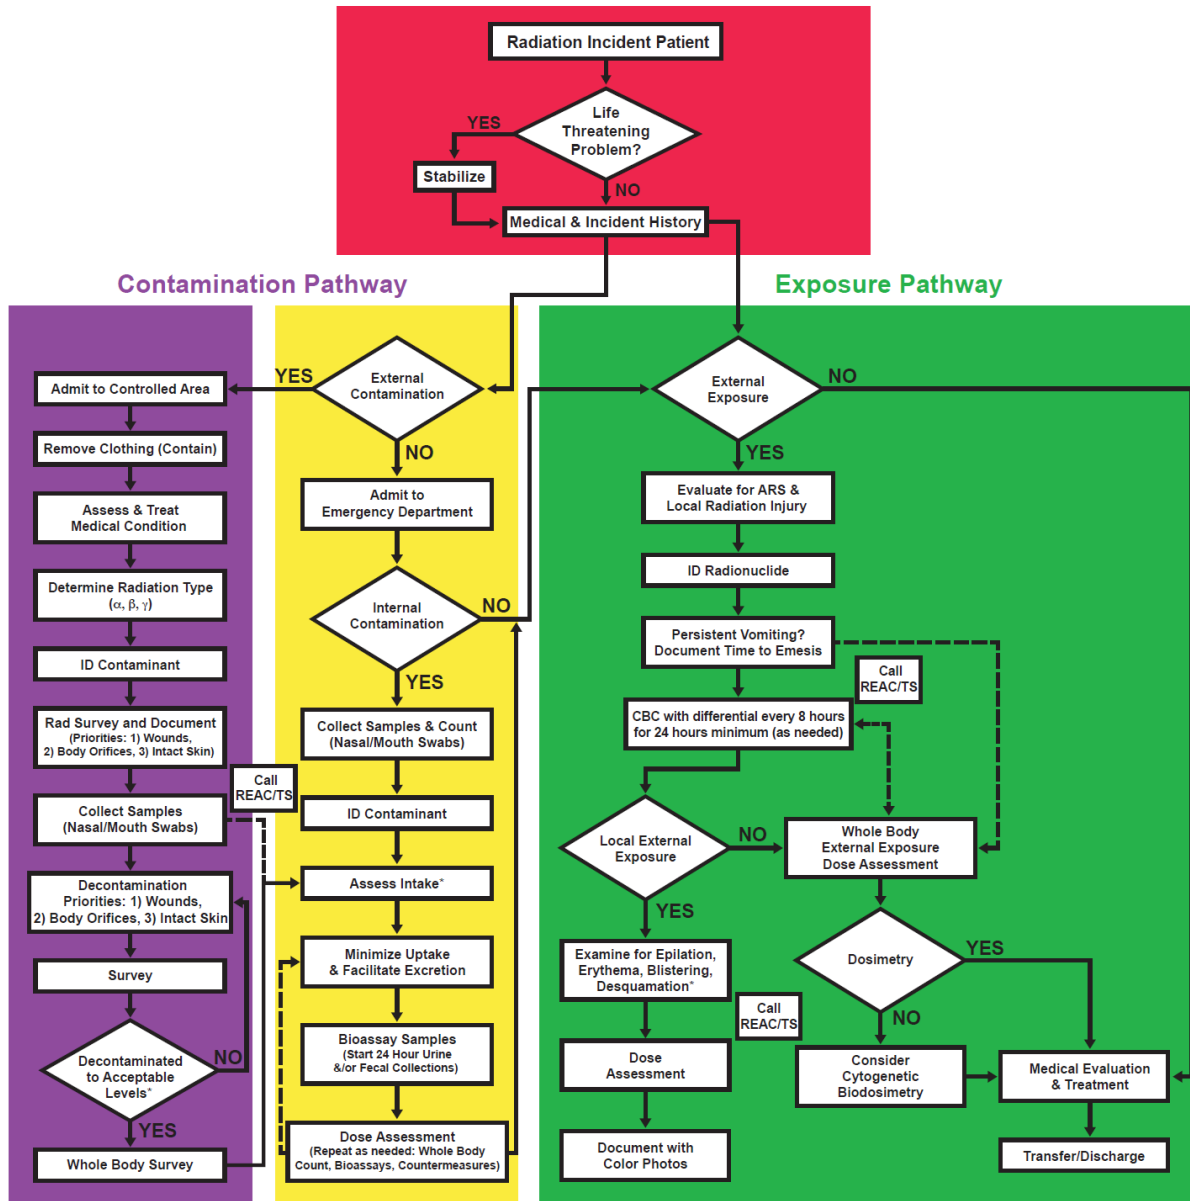 Radiation Incident Patient
Life
Threatening
Problem?
YES
Stabilize
NO
Medical & Incident History
Contamination Pathway
Exposure Pathway
Admit to Controlled Area
Remove Clothing (Contain)
Assess & Treat
Medical Condition
Determine Radiation Type
(α, β, γ)
ID Contaminant
Rad Survey and Document
(Priorities: 1) Wounds,
2) Body Orifices, 3) Intact Skin)
Call
REAC/TS
Collect Samples
(Nasal/Mouth Swabs)
Decontamination
Priorities: 1) Wounds,
2) Body Orifices, 3) Intact Skin
Survey
Decontaminated
to Acceptable
Levels*
NO
YES
Whole Body Survey
YES
External
Contamination
NO
Admit to
Emergency Department
Internal
Contamination
NO
YES
Collect Samples & Count
(Nasal/Mouth Swabs)
ID Contaminant
Assess Intake*
Minimize Uptake
& Facilitate Excretion
Bioassay Samples
(Start 24 Hour Urine
&/or Fecal Collections)
Dose Assessment
(Repeat as needed: Whole Body
Count, Bioassays, Countermeasures)
External
Exposure
NO
YES
Evaluate for ARS &
Local Radiation Injury
ID Radionuclide
Persistent Vomiting?
Document Time to Emesis
Call
REAC/TS
CBC with differential every 8 hours
for 24 hours minimum (as needed)
Local External
Exposure
NO
YES
Whole Body
External Exposure
Dose Assessment
Examine for Epilation,
Erythema, Blistering,
Desquamation*
Call
REAC/TS
Dose
Assessment
Document with
Color Photos
Dosimetry
YES
NO
Consider
Cytogenetic
Biodosimetry
Medical Evaluation
& Treatment
Transfer/Discharge